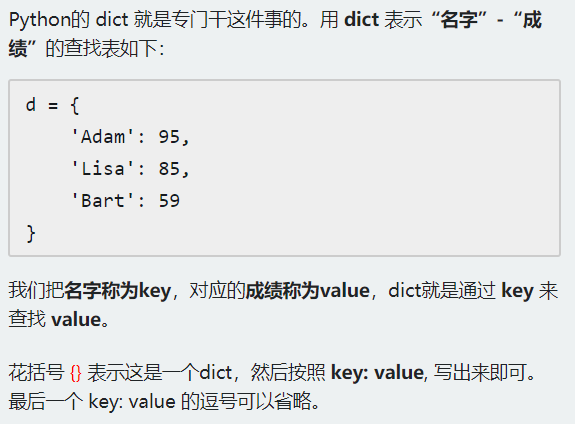 Python的 dict 就是专门干这件事的。用 dict 表示“名字”-“成
绩”的查找表如下：
d = {
    'Adam': 95,
    'Lisa': 85,
    'Bart': 59
}
我们把名字称为key，对应的成绩称为value，dict就是通过 key 来
查找 value。
花括号 {} 表示这是一个dict，然后按照 key: value, 写出来即可。
最后一个 key: value 的逗号可以省略。